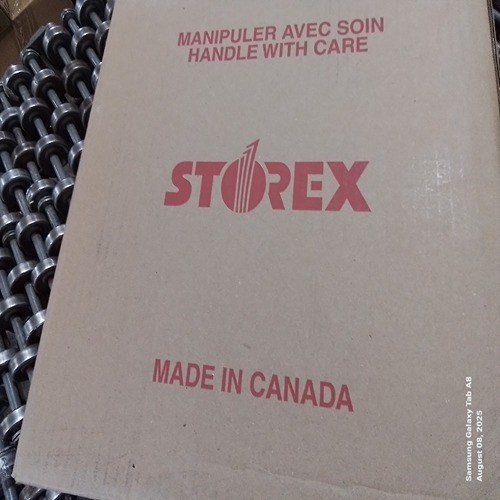 MANIPULER AVEC SOIN
HANDLE WITH CARE
STOREX
MADE IN CANADA
Samsung Galaxy Tab A8
August 08, 2025